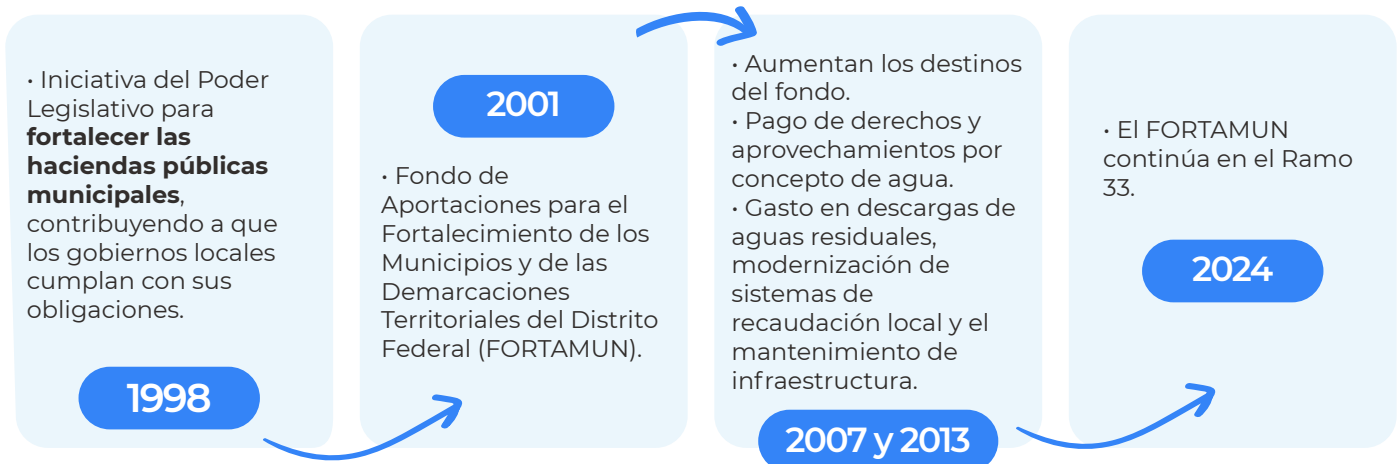 • Iniciativa del Poder
Legislativo para
fortalecer las
haciendas públicas
municipales,
contribuyendo a que
los gobiernos locales
cumplan con sus
obligaciones.
1998
2001
• Fondo de
Aportaciones para el
Fortalecimiento de los
Municipios y de las
Demarcaciones
Territoriales del Distrito
Federal (FORTAMUN).
• Aumentan los destinos
del fondo.
• Pago de derechos y
aprovechamientos por
concepto de agua.
• Gasto en descargas de
aguas residuales,
modernización de
sistemas de
recaudación local y el
mantenimiento de
infraestructura.
2007 y 2013
• El FORTAMUN
continúa en el Ramo
33.
2024